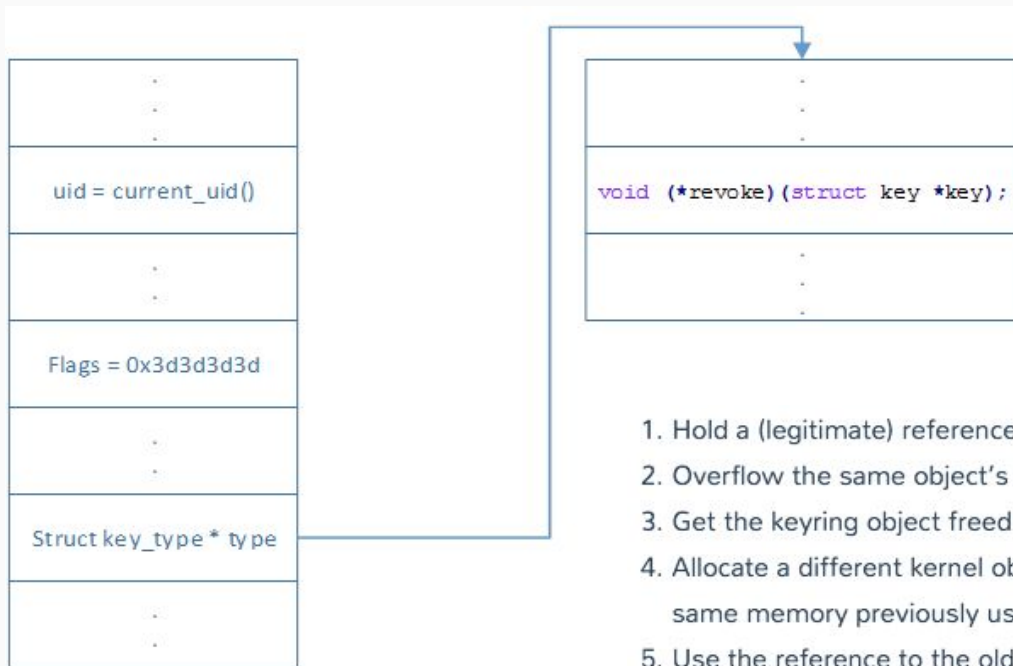 uid = current_uid()
Flags = 0x3d3d3d3d
Struct key_type * type
void (*revoke)(struct key *key);
1. Hold a (legitimate) reference
2. Overflow the same object's
3. Get the keyring object freed
4. Allocate a different kernel ob
same memory previously us
5. Use the reference to the old